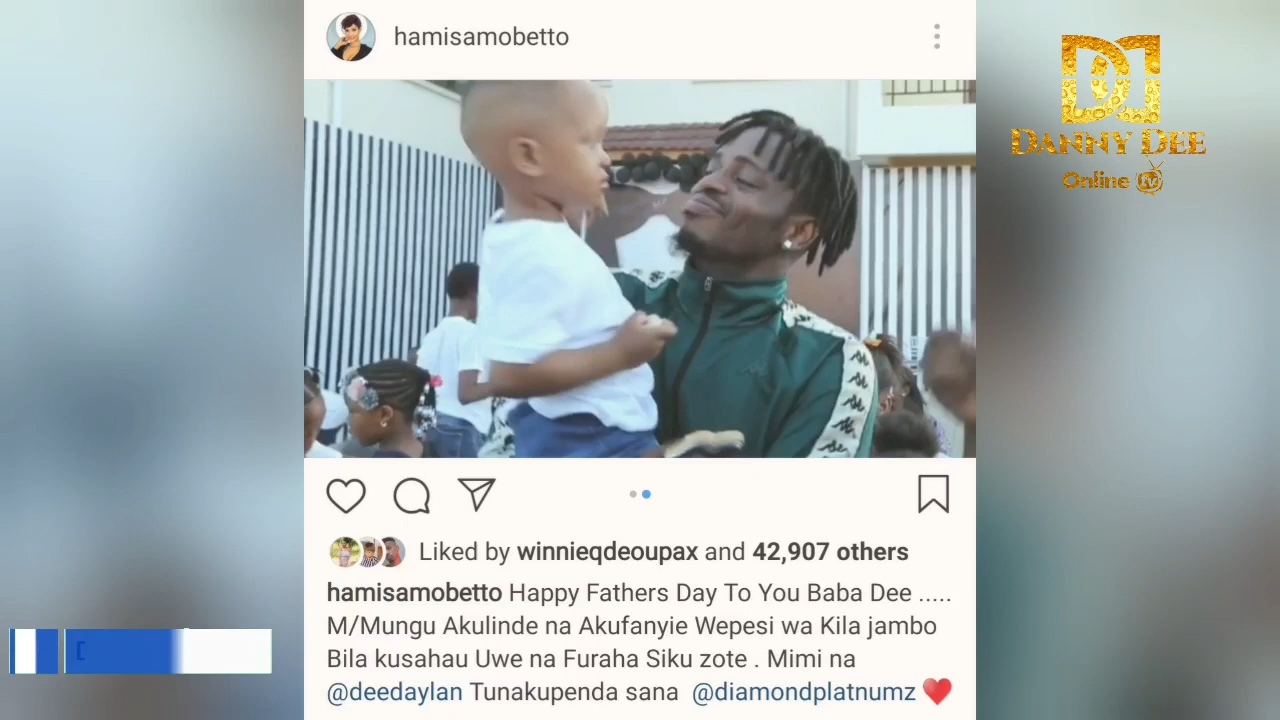 hamisamobetto
DANNY DEE
Online tv
Liked by winnieqdeoupax and 42,907 others
hamisamobetto Happy Fathers Day To You Baba Dee .....
M/Mungu Akulinde na Akufanyie Wepesi wa Kila jambo
Bila kusahau Uwe na Furaha Siku zote . Mimi na
@deedaylan Tunakupenda sana @diamondplatnumz ❤️